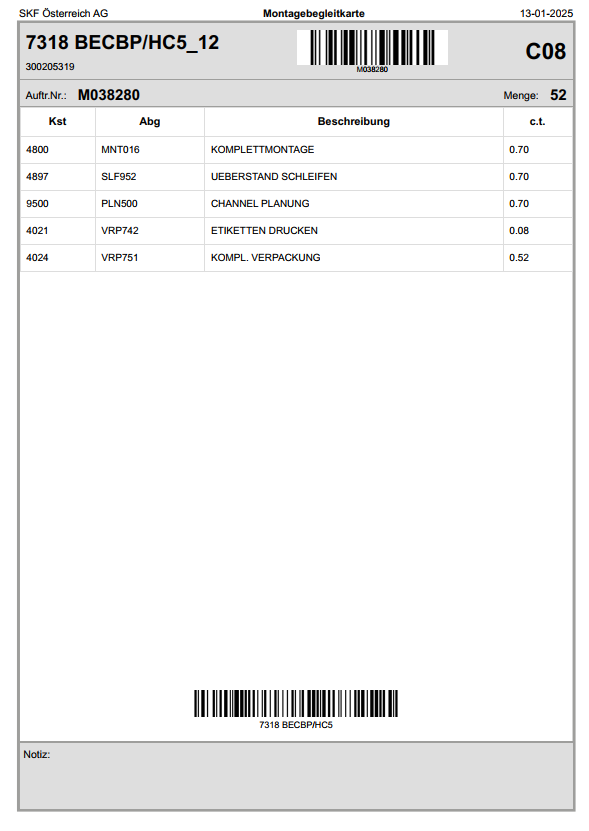 SKF Österreich AG Montagebegleitkarte 13-01-2025
7318 BECBP/HC5_12
C08
300205319
M038280
Auftr.Nr.: M038280 Menge: 52
Kst Abg Beschreibung c.t.
4800 MNT016 KOMPLETTMONTAGE 0.70
4897 SLF952 UEBERSTAND SCHLEIFEN 0.70
9500 PLN500 CHANNEL PLANUNG 0.70
4021 VRP742 ETIKETTEN DRUCKEN 0.08
4024 VRP751 KOMPL. VERPACKUNG 0.52
7318 BECBP/HC5
Notiz: